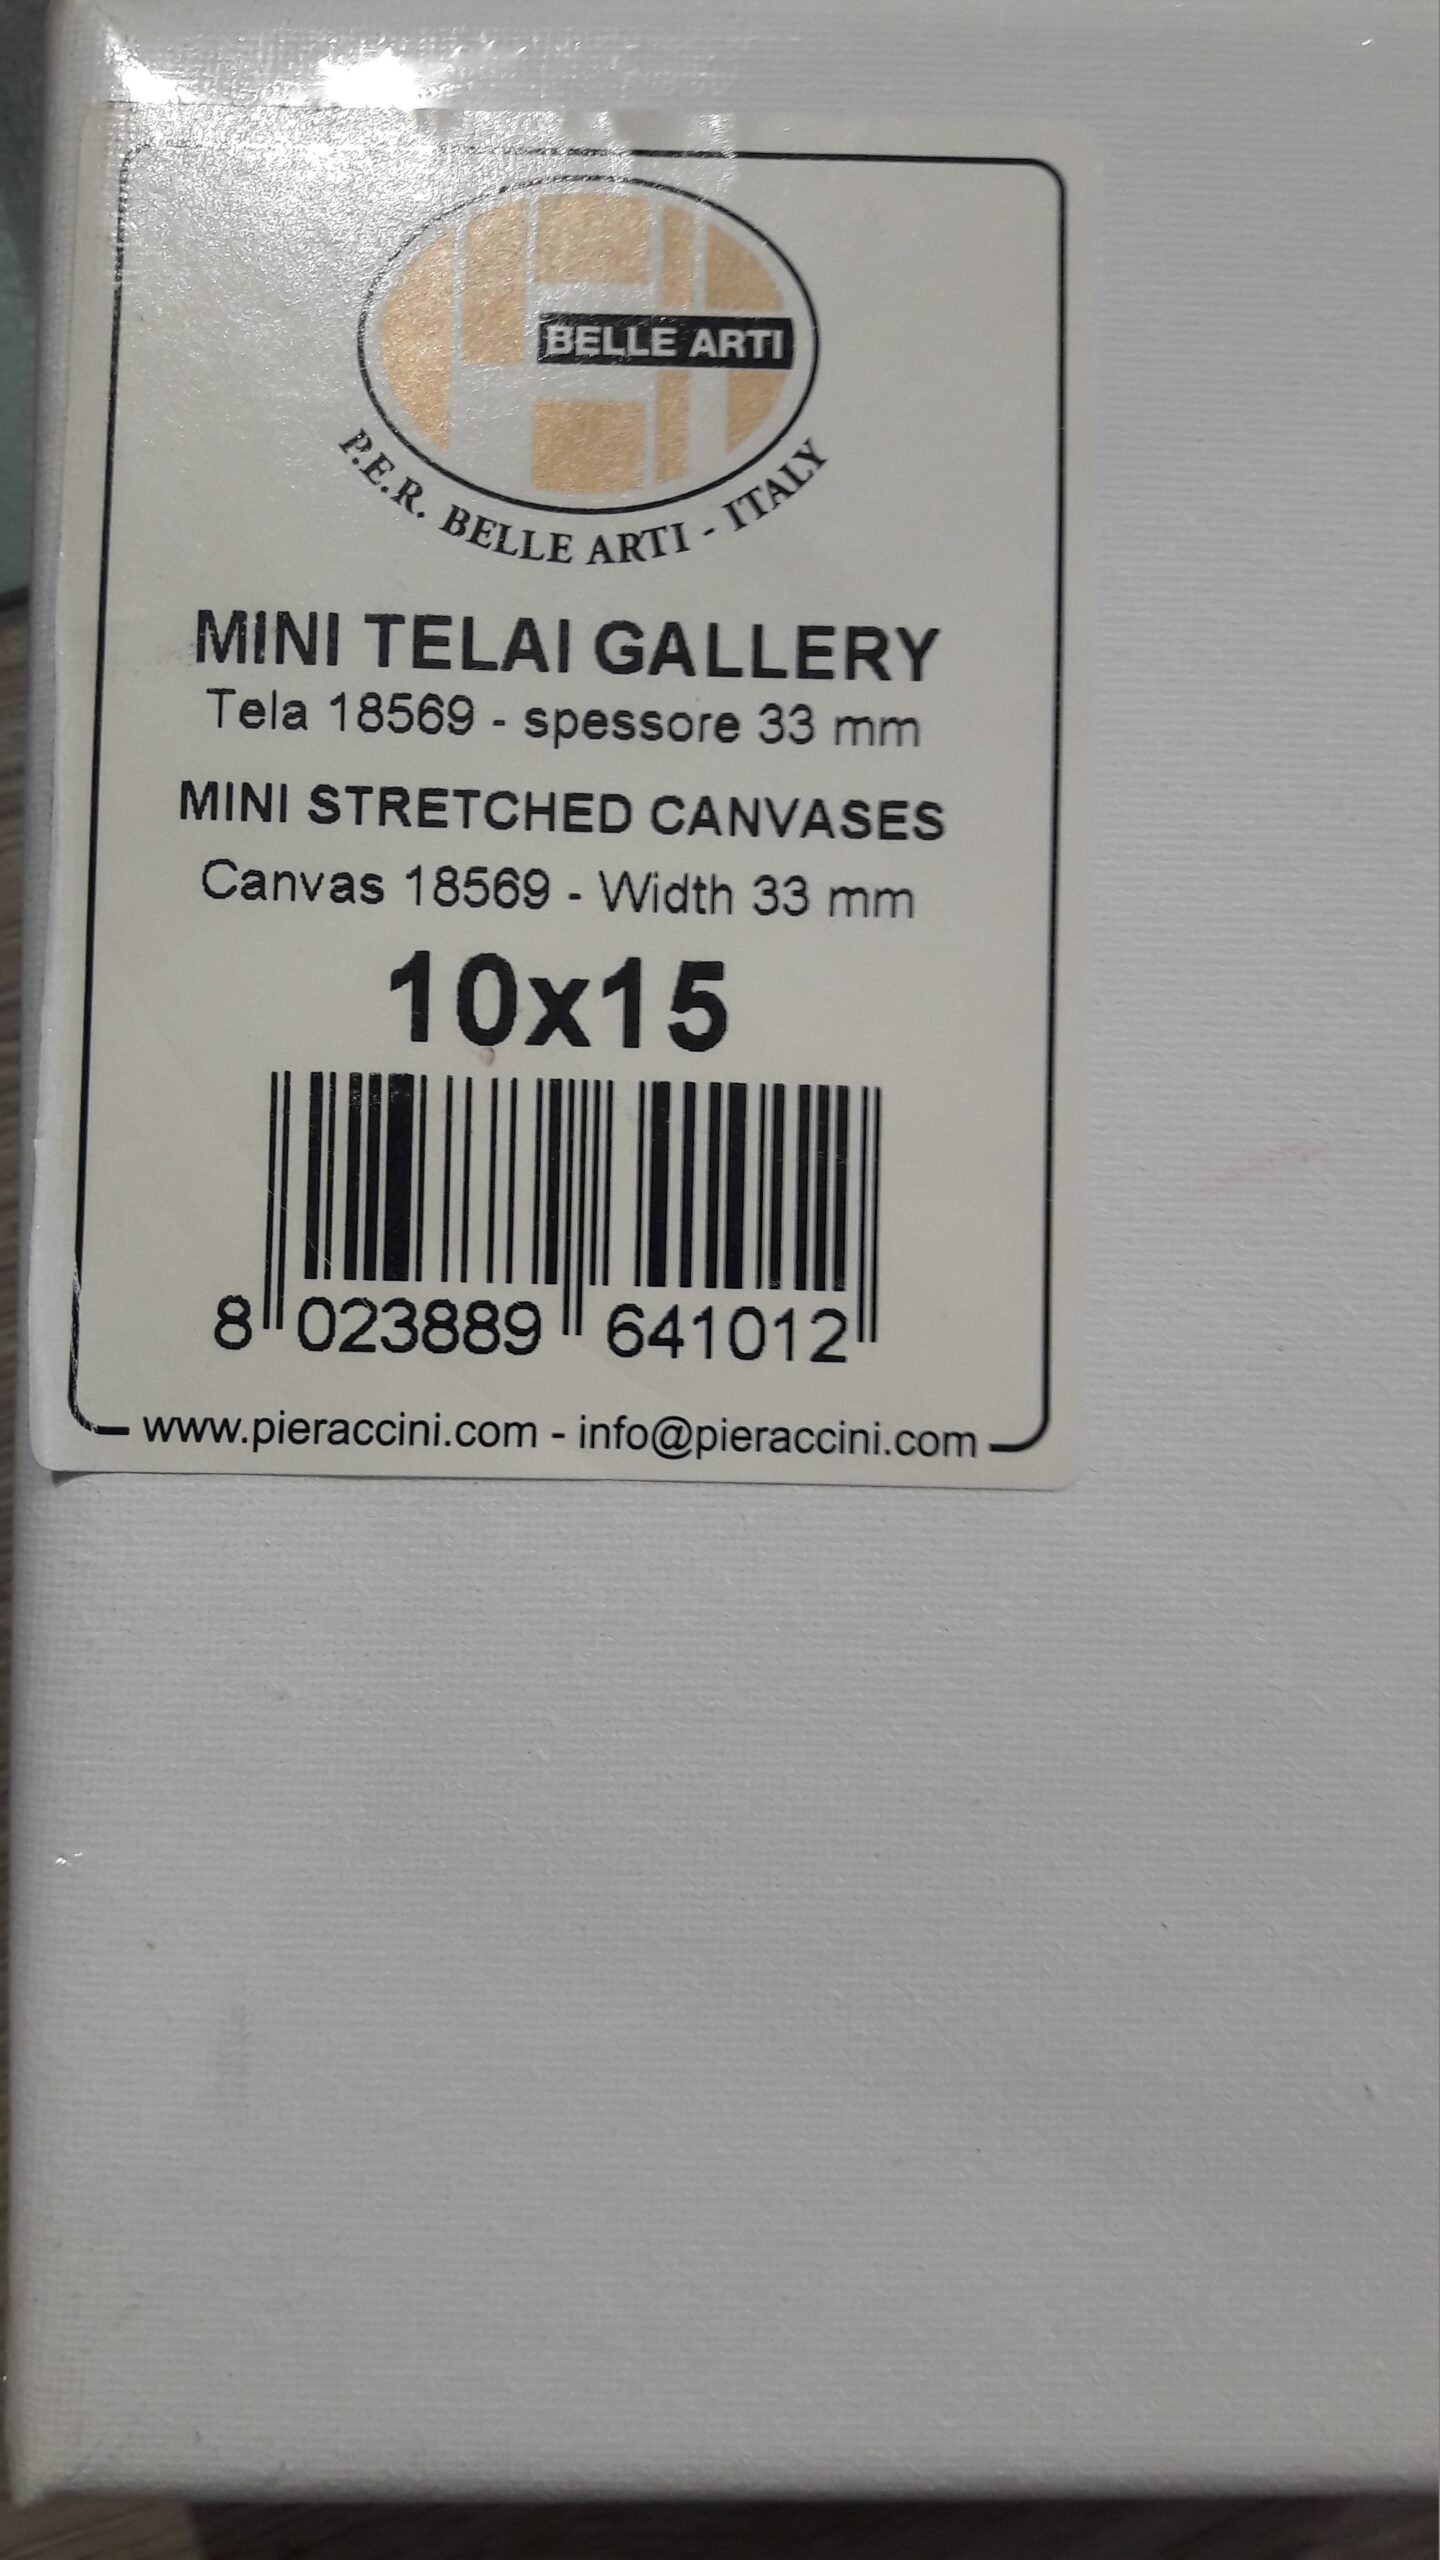 BELLE ARTI
P.E.R. BELLE ARTI - ITALY
MINI TELAI GALLERY
Tela 18569 - spessore 33 mm
MINI STRETCHED CANVASES
Canvas 18569 - Width 33 mm
10x15
8 023889 641012
www.pieraccini.com - info@pieraccini.com